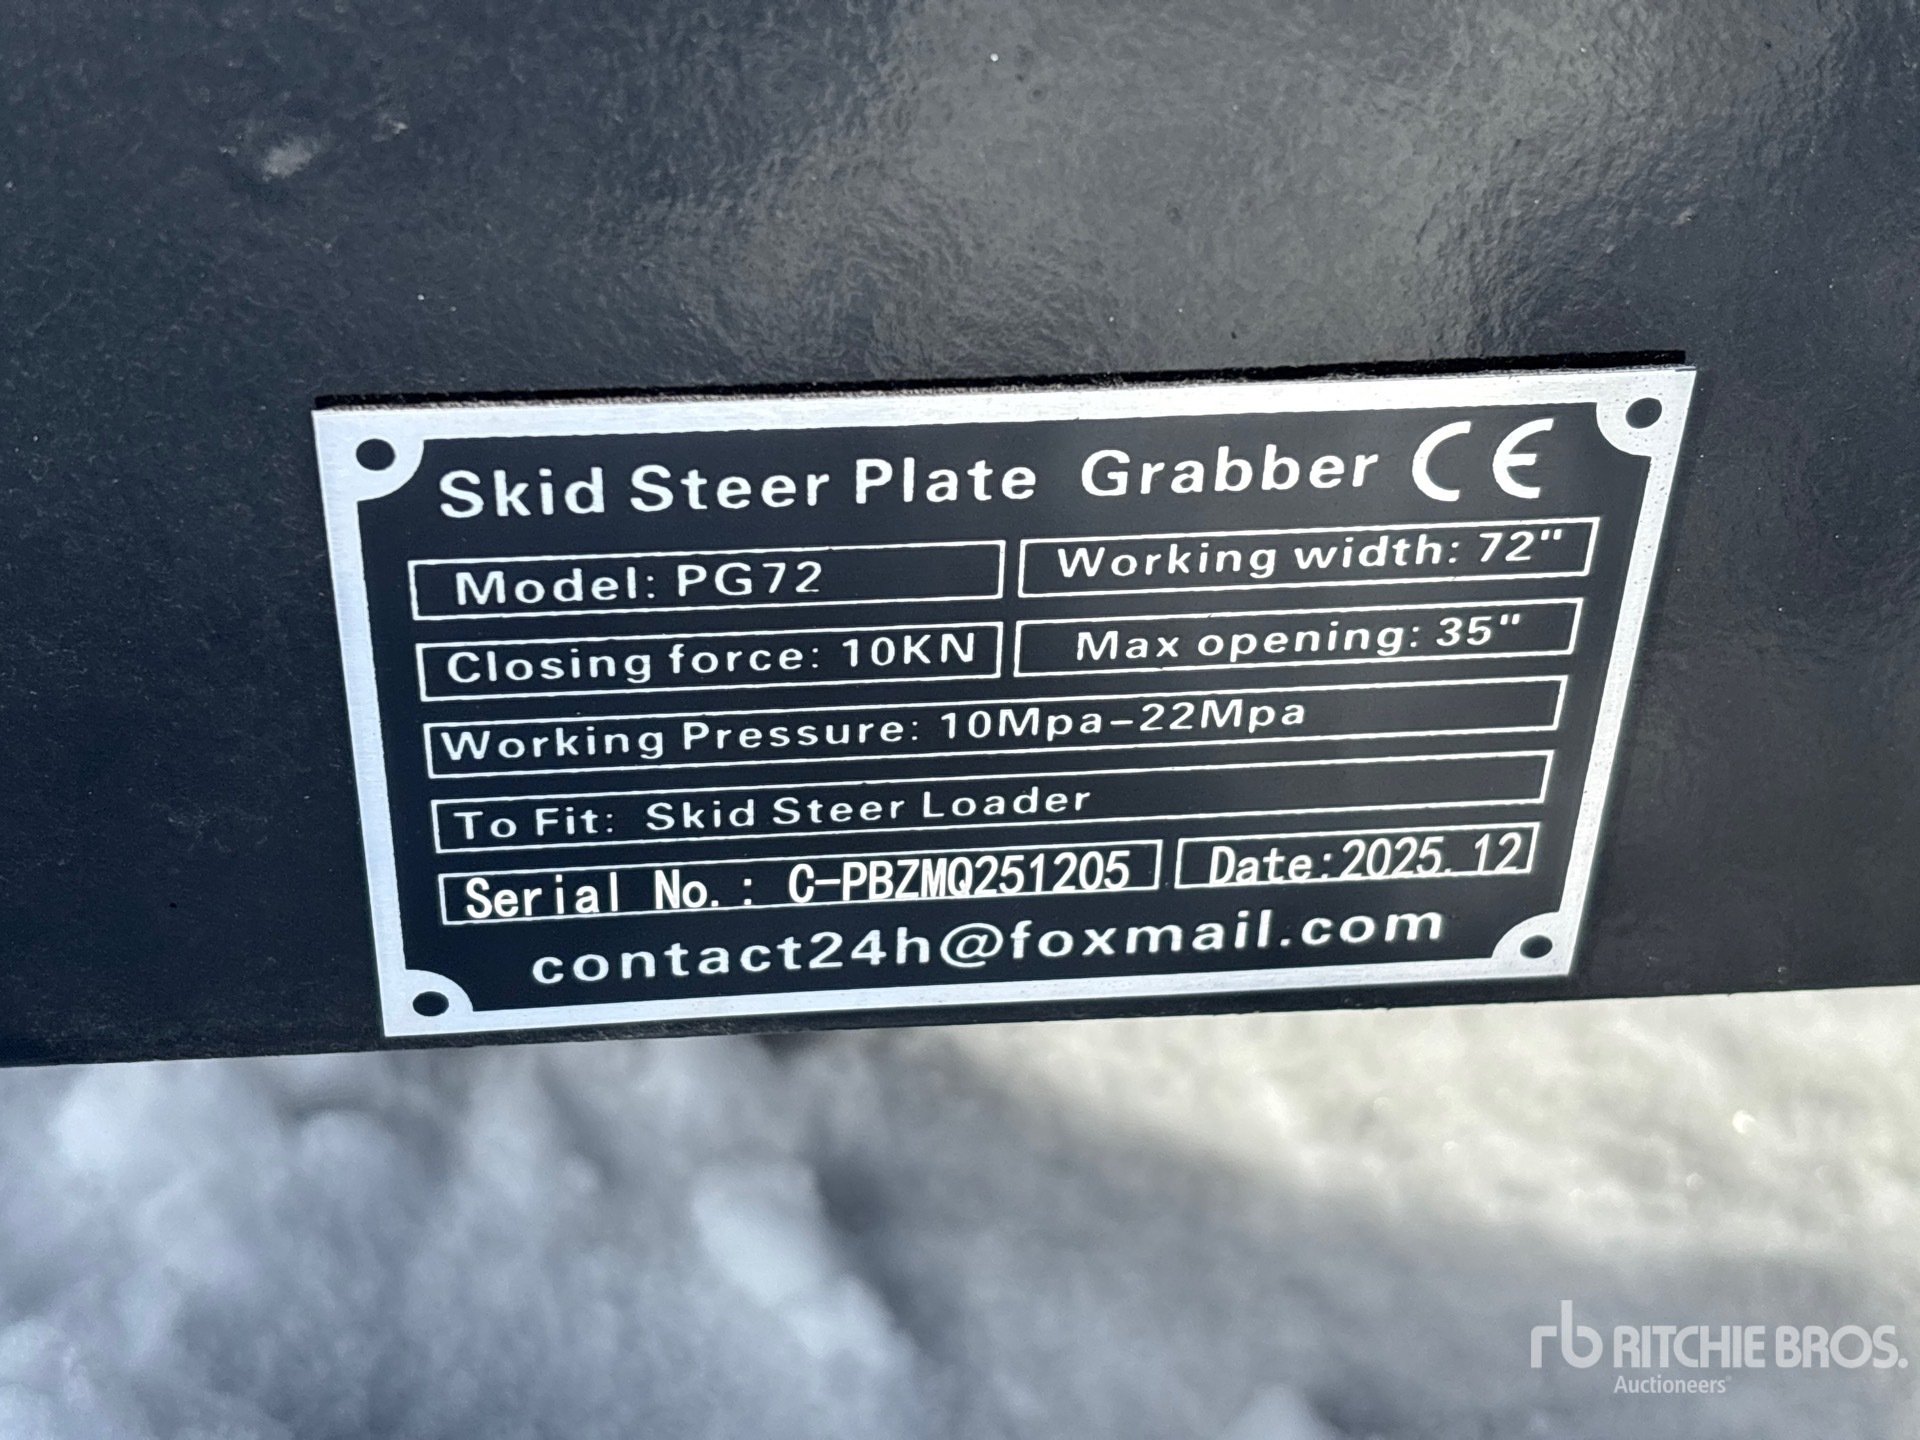 Skid Steer Plate Grabber CE
Model: PG72
Working width: 72"
Closing force: 10KN
Max opening: 35"
Working Pressure: 10Mpa-22Mpa
To Fit: Skid Steer Loader
Serial No.: C-PBZMQ251205
Date:2025.12
contact24h@foxmail.com
rb RITCHIE BROS.
Auctioneers